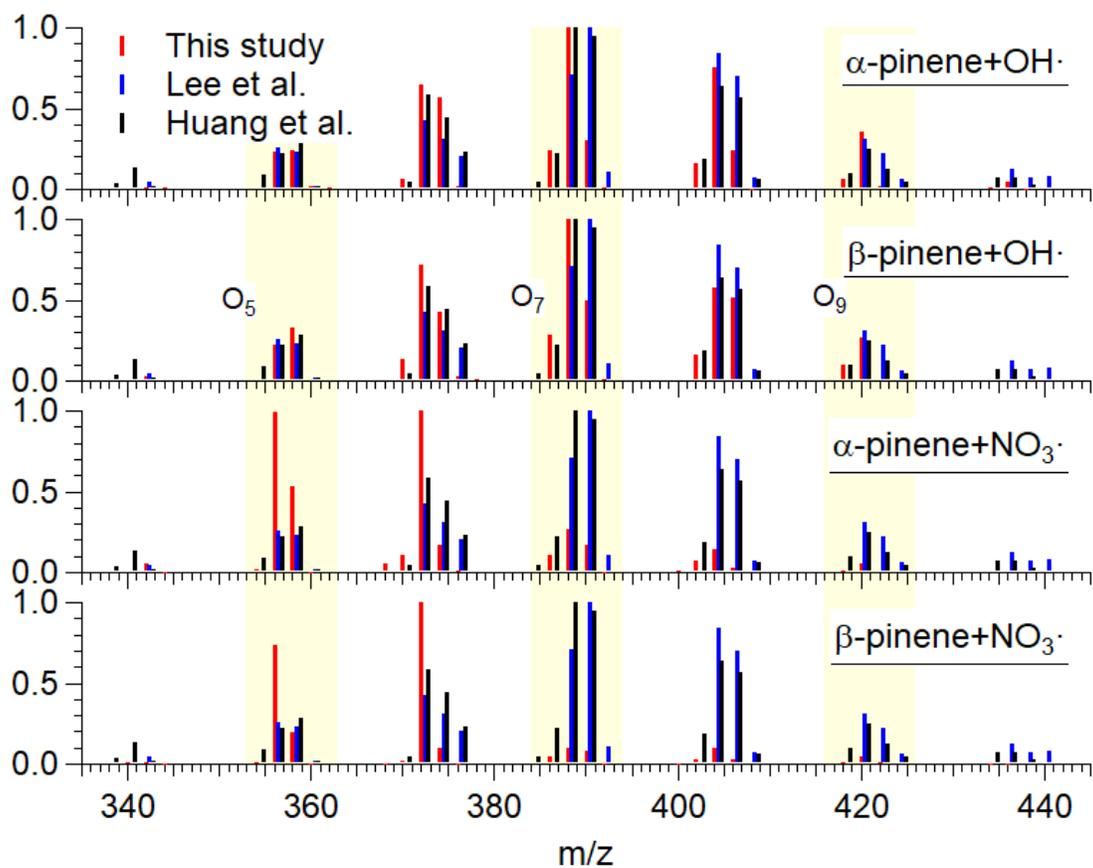 1.0
0.5
0.0
This study
Lee et al.
Huang et al.
α-pinene+OH·
1.0
0.5
0.0
O₅
O₇
O₉
β-pinene+OH·
1.0
0.5
0.0
α-pinene+NO₃·
1.0
0.5
0.0
β-pinene+NO₃·
340 360 380 400 420 440
m/z